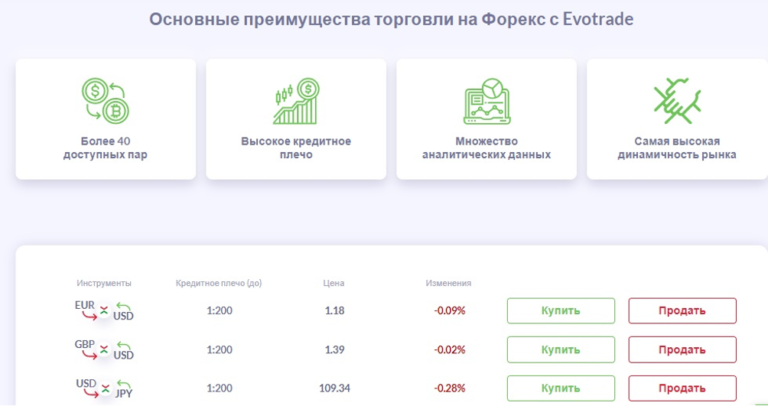 Основные преимущества торговли на Форекс с Evotrade
Более 40
доступных пар
Высокое кредитное
плечо
Множество
аналитических данных
Самая высокая
динамичность рынка
Инструменты Кредитное плечо (до) Цена Изменения
EUR USD 1:200 1.18 -0.09% Купить Продать
GBP USD 1:200 1.39 -0.02% Купить Продать
USD JPY 1:200 109.34 -0.28% Купить Продать